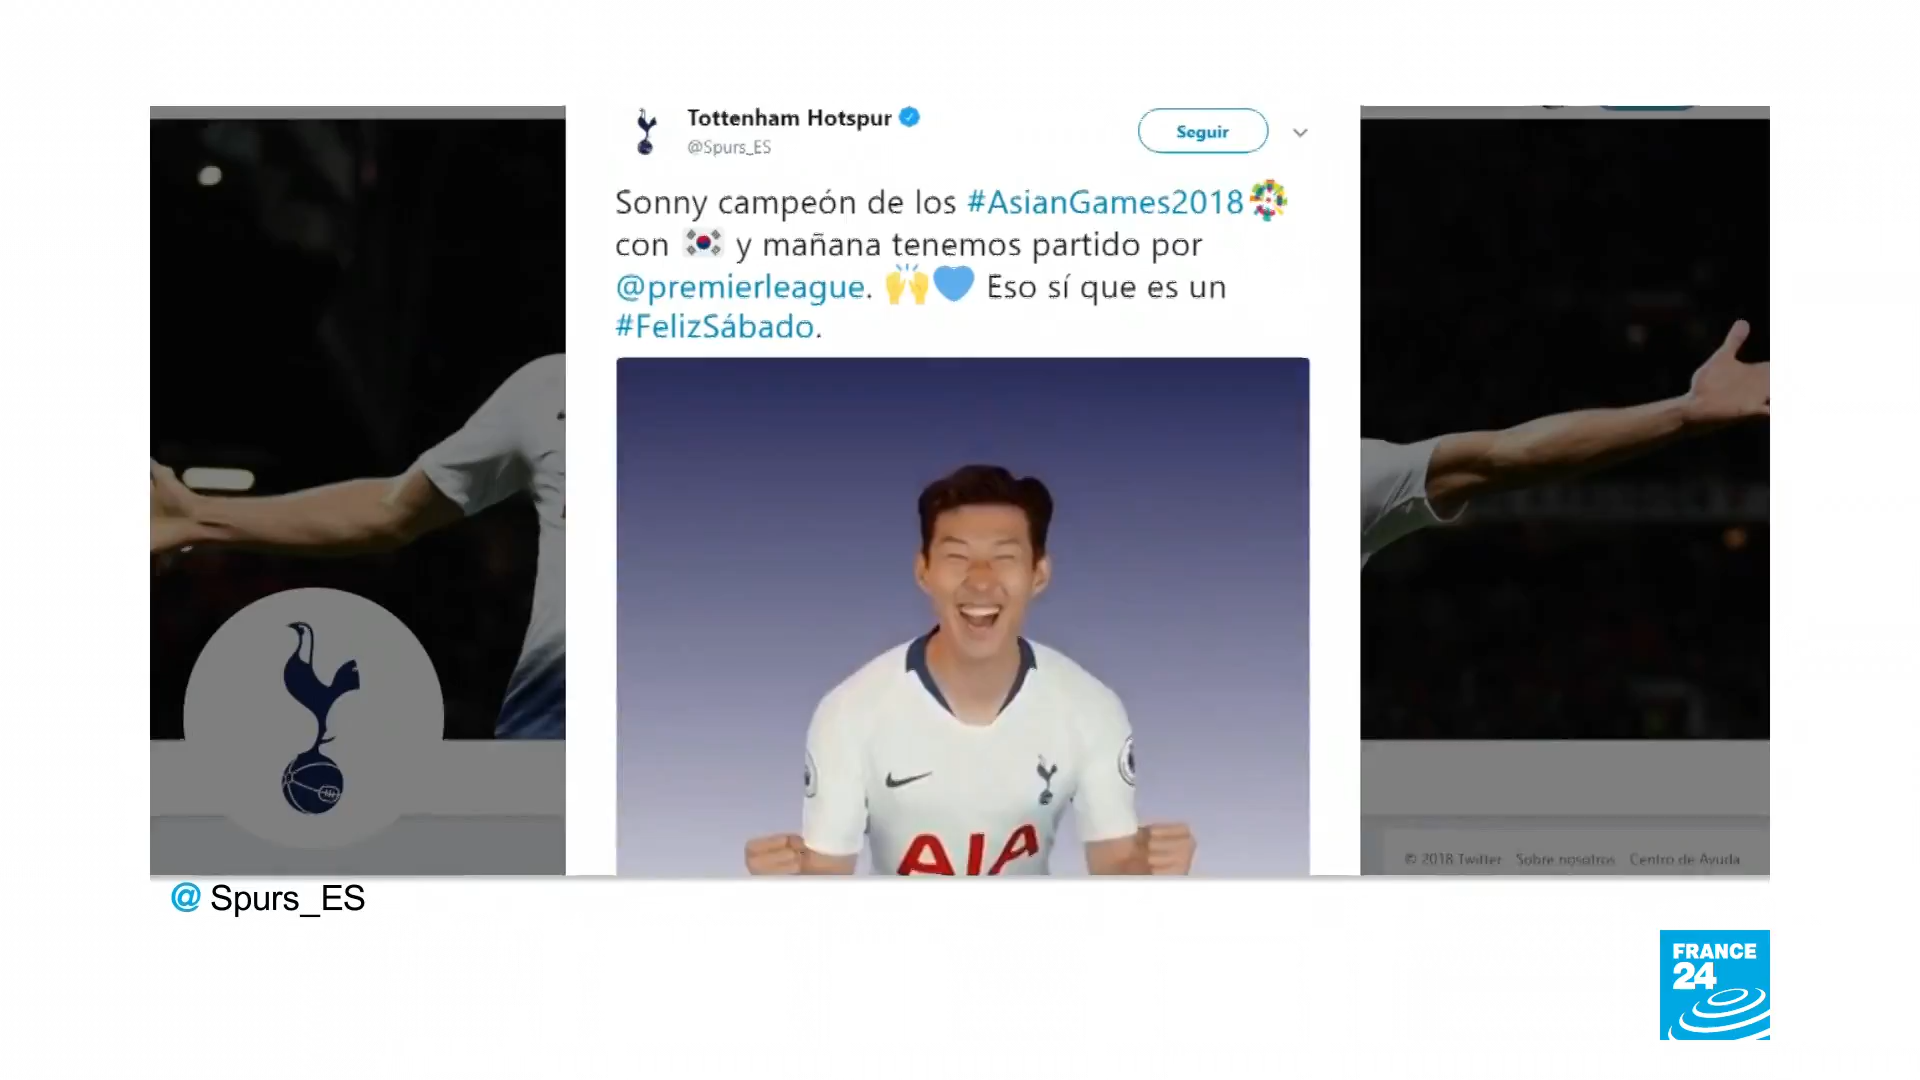 Tottenham Hotspur
@Spurs_ES
Seguir
Sonny campeón de los #AsianGames2018
con 🇰🇷 y mañana tenemos partido por
@premierleague. 🙌💙 Eso sí que es un
#FelizSábado.
AIA
© 2018 Twitter Sobre nosotros Centro de Ayuda
@ Spurs_ES
FRANCE
24